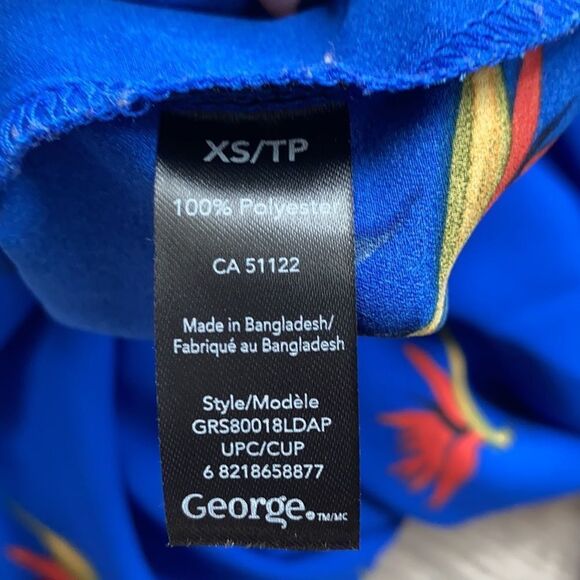 XS/TP
100% Polyester
CA 51122
Made in Bangladesh/
Fabriqué au Bangladesh
Style/Modèle
GRS80018LDAP
UPC/CUP
6 8218658877
George. TM/MC